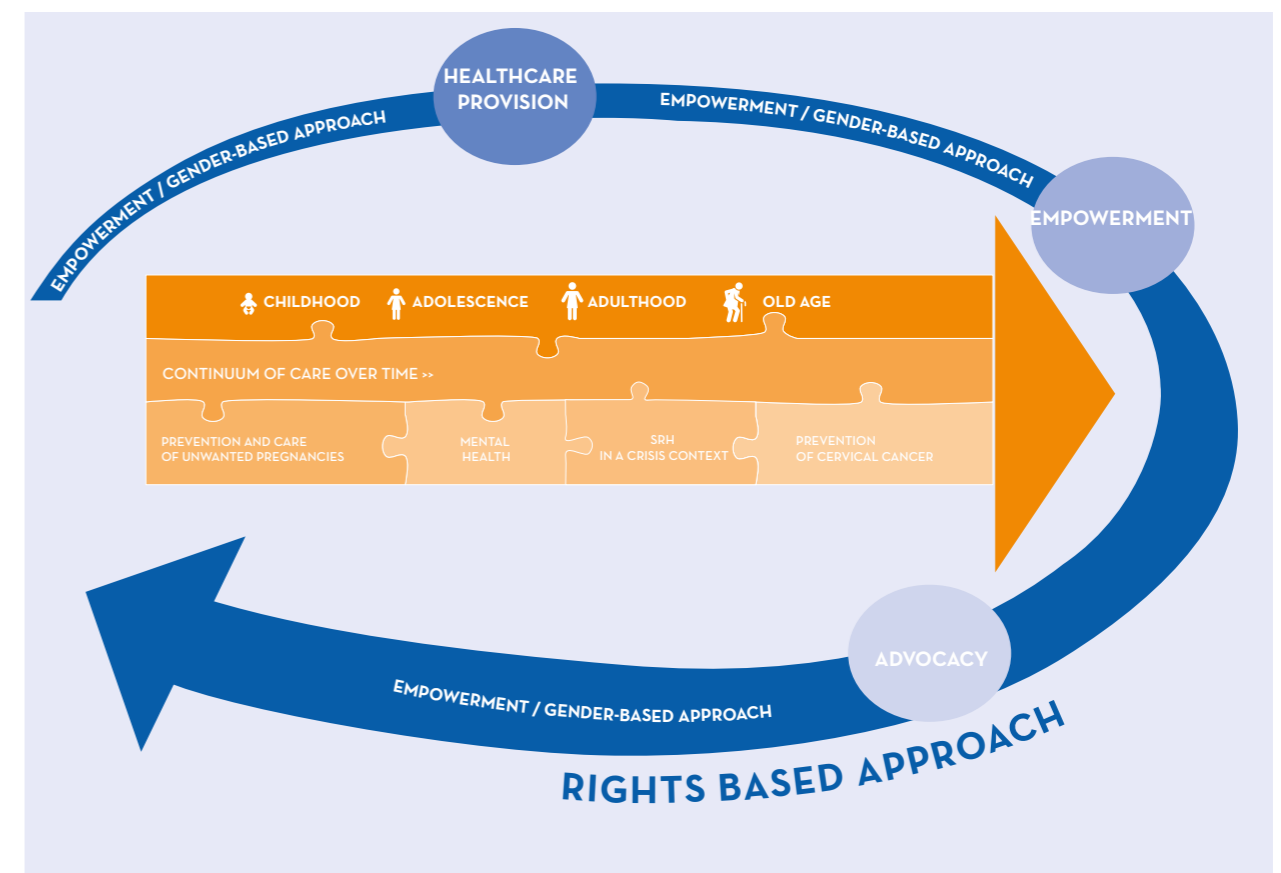 HEALTHCARE
PROVISION
EMPOWERMENT / GENDER-BASED APPROACH
EMPOWERMENT / GENDER-BASED APPROACH
EMPOWERMENT
CHILDHOOD
ADOLESCENCE
ADULTHOOD
OLD AGE
CONTINUUM OF CARE OVER TIME >>
PREVENTION AND CARE
OF UNWANTED PREGNANCIES
MENTAL
HEALTH
SRH
IN A CRISIS CONTEXT
PREVENTION
OF CERVICAL CANCER
ADVOCACY
EMPOWERMENT / GENDER-BASED APPROACH
RIGHTS BASED APPROACH